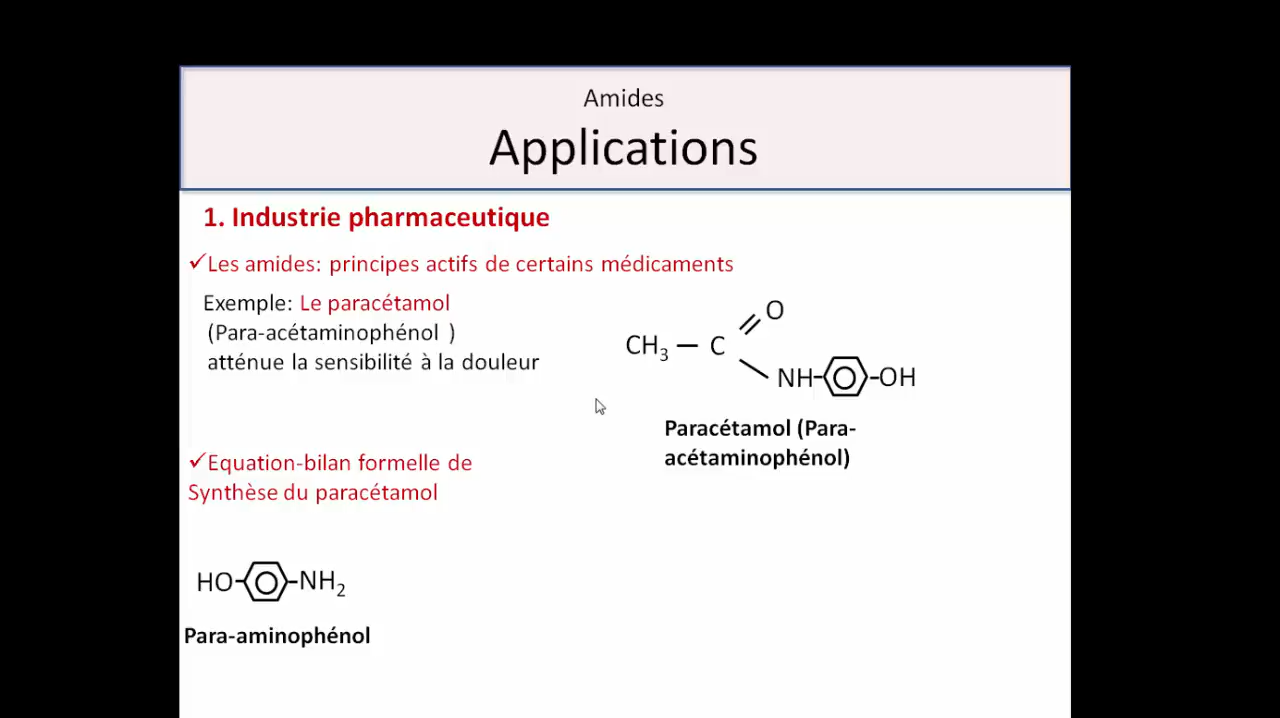 Amides
Applications
1. Industrie pharmaceutique
✓Les amides: principes actifs de certains médicaments
Exemple: Le paracétamol
(Para-acétaminophénol )
atténue la sensibilité à la douleur
O
CH3 — C
NH-OH
Paracétamol (Para-
acétaminophénol)
✓Equation-bilan formelle de
Synthèse du paracétamol
HO-NH2
Para-aminophénol